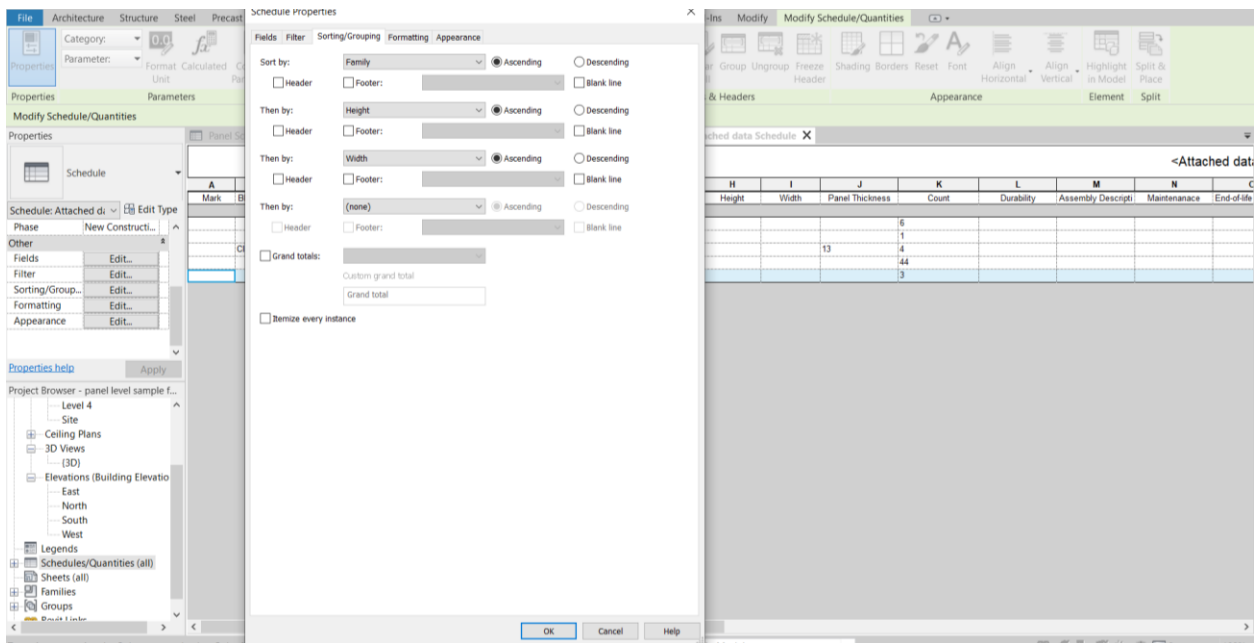 Schedule Properties
File Architecture Structure Steel Precast
-Ins Modify Modify Schedule/Quantities
Category:
Parameter:
Properties
Format Unit
Calculated
Properties
Parameters
Group Ungroup Freeze Header
Shading Borders Reset Font
Align Horizontal
Align Vertical
Highlight in Model
Split & Place
& Headers
Appearance
Element
Split
Modify Schedule/Quantities
Properties
Schedule
Schedule: Attached da
Edit Type
Phase New Constructi...
Other
Fields Edit...
Filter Edit...
Sorting/Group... Edit...
Formatting Edit...
Appearance Edit...
Properties help
Apply
Project Browser - panel level sample f...
Level 4
Site
Ceiling Plans
3D Views
{3D}
Elevations (Building Elevatio
East
North
South
West
Legends
Schedules/Quantities (all)
Sheets (all)
Families
Groups
Revit Links
Fields Filter Sorting/Grouping Formatting Appearance
Sort by: Family Ascending Descending
Header Footer: Blank line
Then by: Height Ascending Descending
Header Footer: Blank line
Then by: Width Ascending Descending
Header Footer: Blank line
Then by: (none) Ascending Descending
Header Footer: Blank line
Grand totals:
Custom grand total
Grand total
Itemize every instance
OK Cancel Help
Panel Sc
ched data Schedule X
<Attached data
A
Mark
H I J K L M N
Height Width Panel Thickness Count Durability Assembly Descripti Maintenanace End-of-life
6
1
13 4
44
3